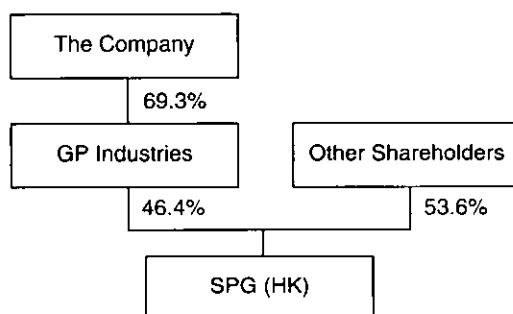 The Company
69.3%
GP Industries
Other Shareholders
46.4%
53.6%
SPG (HK)